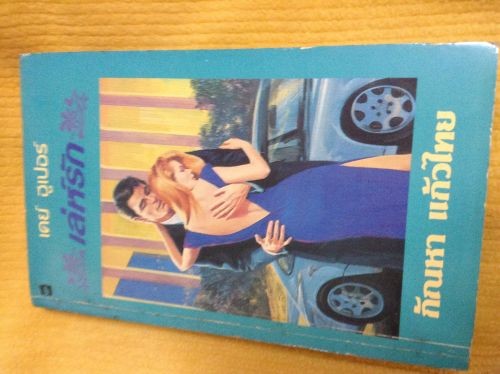 เคย์ ฮูเปอร์
เล่ห์รัก
กัณหา แก้วไทย